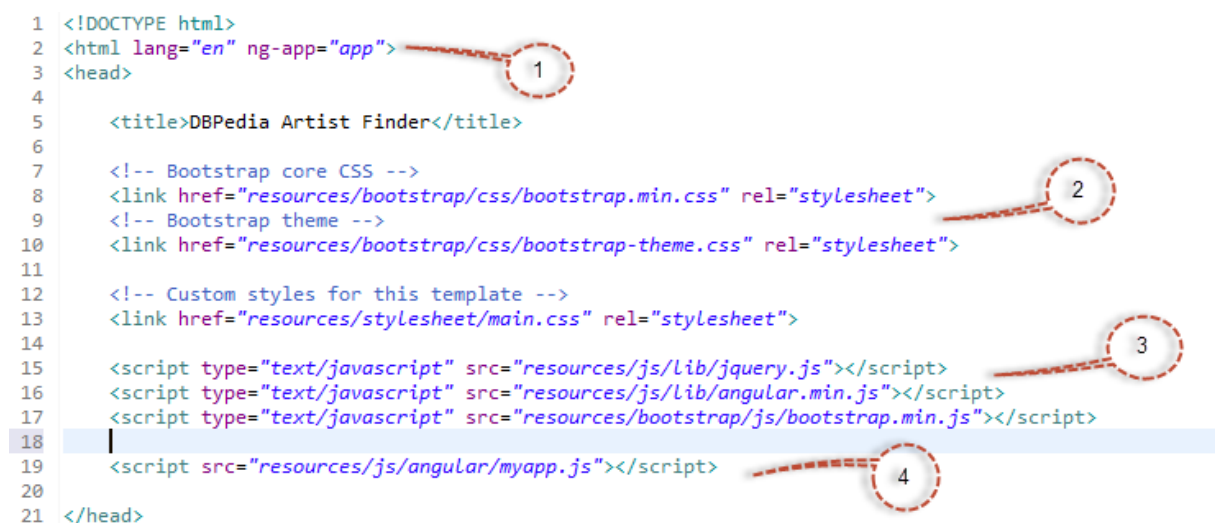 1 <!DOCTYPE html>
2 <html lang="en" ng-app="app">
1
3 <head>
4
5 <title>DBPedia Artist Finder</title>
6
7 <!-- Bootstrap core CSS -->
8 <link href="resources/bootstrap/css/bootstrap.min.css" rel="stylesheet">
2
9 <!-- Bootstrap theme -->
10 <link href="resources/bootstrap/css/bootstrap-theme.css" rel="stylesheet">
11
12 <!-- Custom styles for this template -->
13 <link href="resources/stylesheet/main.css" rel="stylesheet">
14
3
15 <script type="text/javascript" src="resources/js/lib/jquery.js"></script>
16 <script type="text/javascript" src="resources/js/lib/angular.min.js"></script>
17 <script type="text/javascript" src="resources/bootstrap/js/bootstrap.min.js"></script>
18
19 <script src="resources/js/angular/myapp.js"></script>
4
20
21 </head>